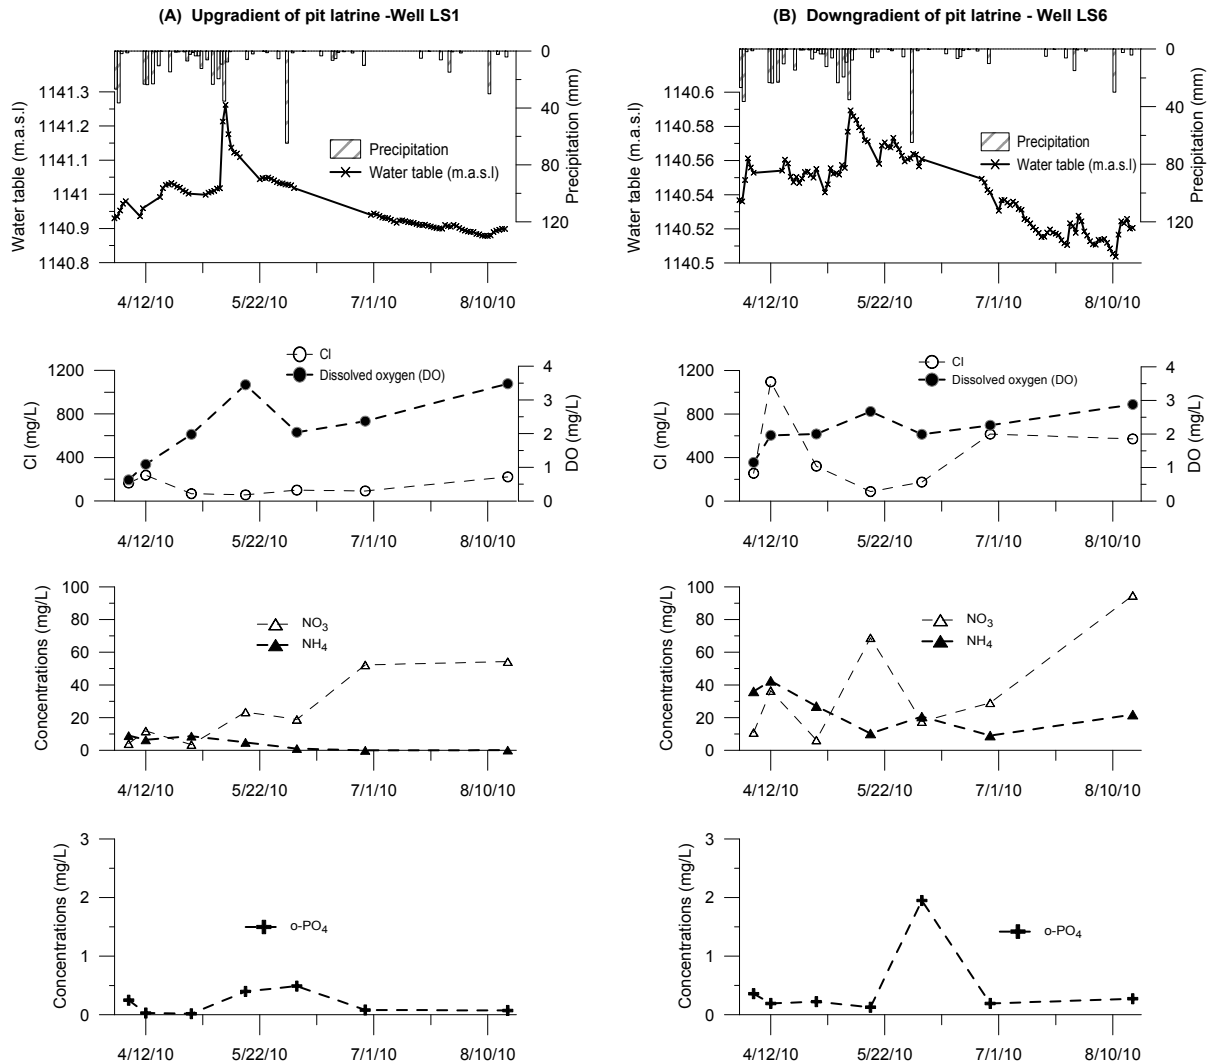 (A) Upgradient of pit latrine -Well LS1
(B) Downgradient of pit latrine - Well LS6
Water table (m.a.s.l)
1141.3
1141.2
1141.1
1141
1140.9
1140.8
0
40
80
120
Precipitation (mm)
Precipitation
Water table (m.a.s.l)
4/12/10 5/22/10 7/1/10 8/10/10
Water table (m.a.s.l)
1140.6
1140.58
1140.56
1140.54
1140.52
1140.5
0
40
80
120
Precipitation (mm)
Precipitation
Water table (m.a.s.l)
4/12/10 5/22/10 7/1/10 8/10/10
Cl (mg/L)
1200
800
400
0
Cl
Dissolved oxygen (DO)
4
3
2
1
0
DO (mg/L)
4/12/10 5/22/10 7/1/10 8/10/10
Cl (mg/L)
1200
800
400
0
Cl
Dissolved oxygen (DO)
4
3
2
1
0
DO (mg/L)
4/12/10 5/22/10 7/1/10 8/10/10
Concentrations (mg/L)
100
80
60
40
20
0
NO3
NH4
4/12/10 5/22/10 7/1/10 8/10/10
Concentrations (mg/L)
100
80
60
40
20
0
NO3
NH4
4/12/10 5/22/10 7/1/10 8/10/10
Concentrations (mg/L)
3
2
1
0
o-PO4
4/12/10 5/22/10 7/1/10 8/10/10
Concentrations (mg/L)
3
2
1
0
o-PO4
4/12/10 5/22/10 7/1/10 8/10/10